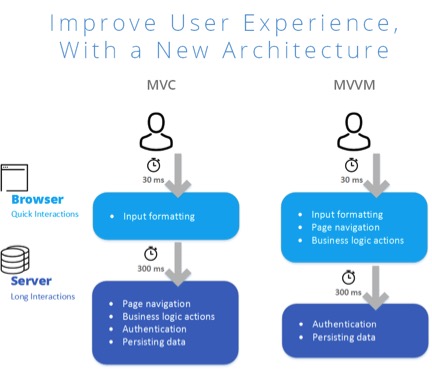 Improve User Experience,
With a New Architecture
MVC
MVVM
30 ms
30 ms
Browser
Quick Interactions
• Input formatting
• Input formatting
• Page navigation
• Business logic actions
300 ms
300 ms
Server
Long Interactions
• Page navigation
• Business logic actions
• Authentication
• Persisting data
• Authentication
• Persisting data